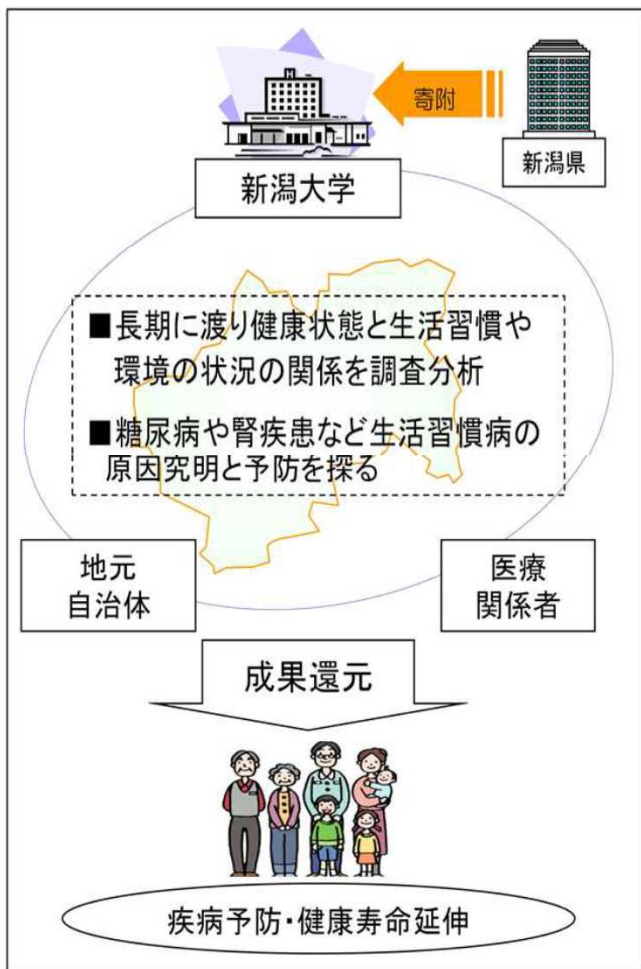 寄附
新潟県
新潟大学
■長期に渡り健康状態と生活習慣や
環境の状況の関係を調査分析
■糖尿病や腎疾患など生活習慣病の
原因究明と予防を探る
地元
自治体
医療
関係者
成果還元
疾病予防・健康寿命延伸